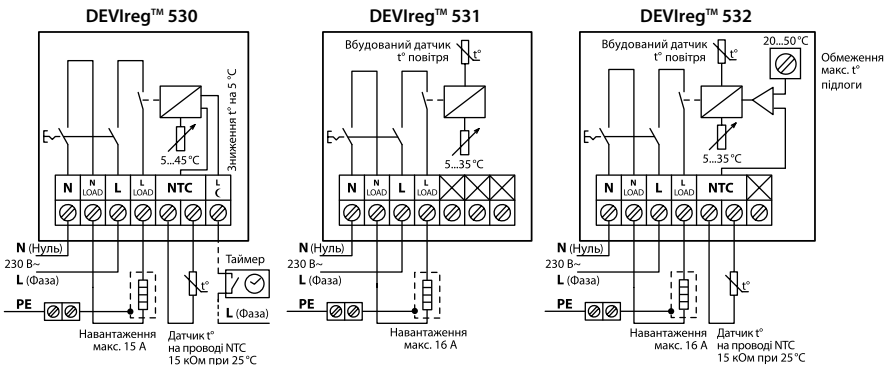 DEVIreg™ 530
Зниження t° на 5 °C
5...45 °C
N
N
LOAD
L
L
LOAD
NTC
L
☾
N (Нуль)
230 В~
L (Фаза)
PE
t°
Таймер
L (Фаза)
Навантаження
макс. 15 А
Датчик t°
на проводі NTC
15 кОм при 25 °C
DEVIreg™ 531
Вбудований датчик
t° повітря
t°
5...35 °C
N
N
LOAD
L
L
LOAD
N (Нуль)
230 В~
L (Фаза)
PE
Навантаження
макс. 16 А
DEVIreg™ 532
Вбудований датчик
t° повітря
t°
20...50 °C
Обмеження
макс. t°
підлоги
5...35 °C
N
N
LOAD
L
L
LOAD
NTC
N (Нуль)
230 В~
L (Фаза)
PE
t°
Навантаження
макс. 16 А
Датчик t°
на проводі NTC
15 кОм при 25 °C